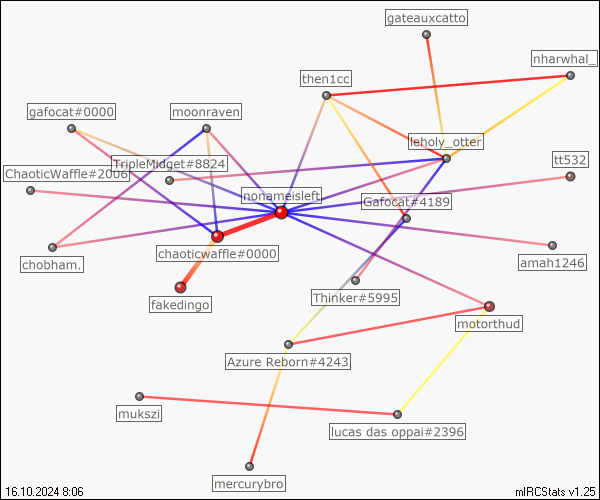 gateauxcatto
nharwhal_
then1cc
gafocat#0000
moonraven
leholy_otter
TripleMidget#8824
tt532
ChaoticWaffle#2006
nonameisleft
Gafocat#4189
chaoticwaffle#0000
chobham.
amah1246
fakedingo
Thinker#5995
motorthud
Azure Reborn#4243
mukszi
lucas das oppai#2396
mercurybro
16.10.2024 8:06
mIRCStats v1.25